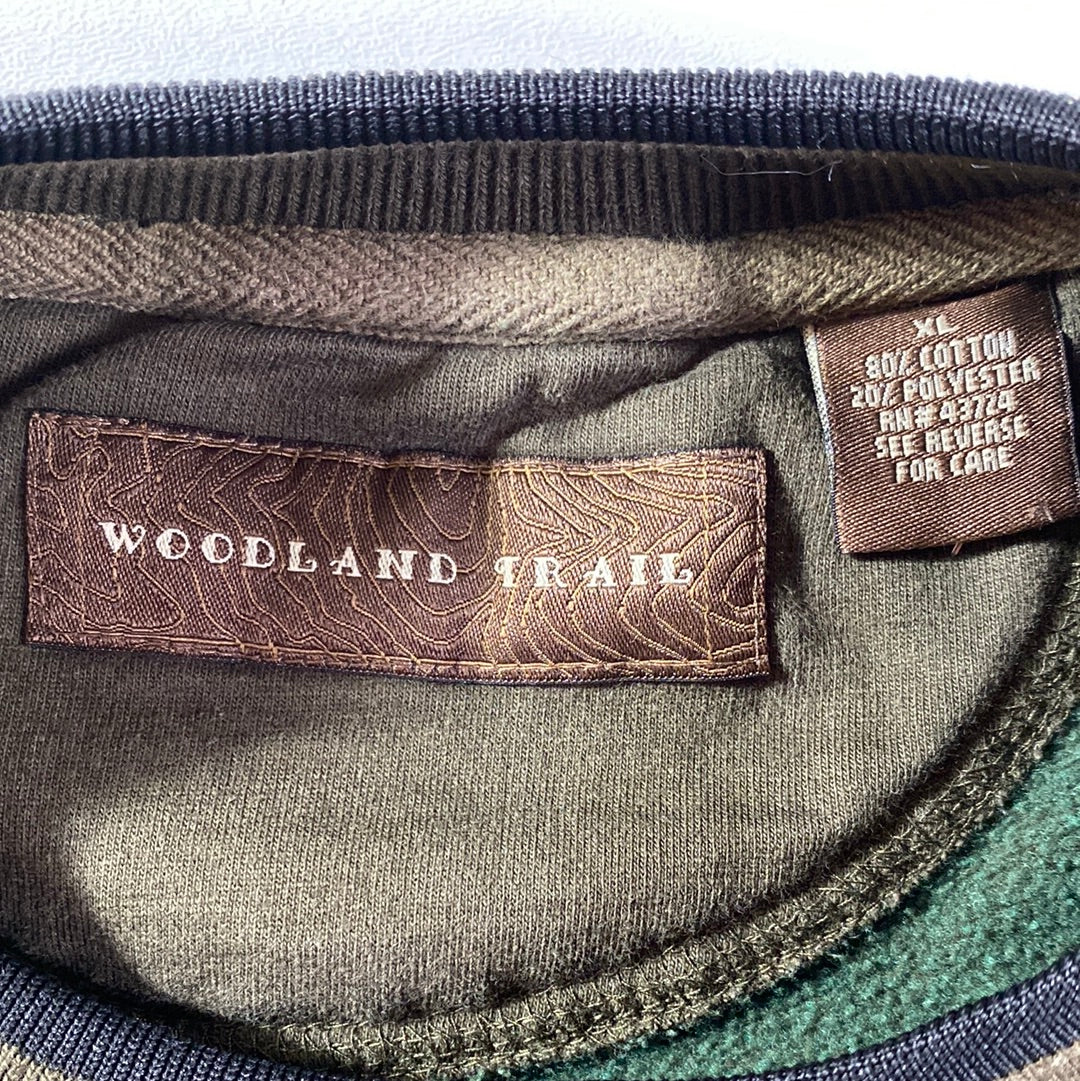 WOODLAND TRAIL
XL
80% COTTON
20% POLYESTER
RN# 43724
SEE REVERSE
FOR CARE